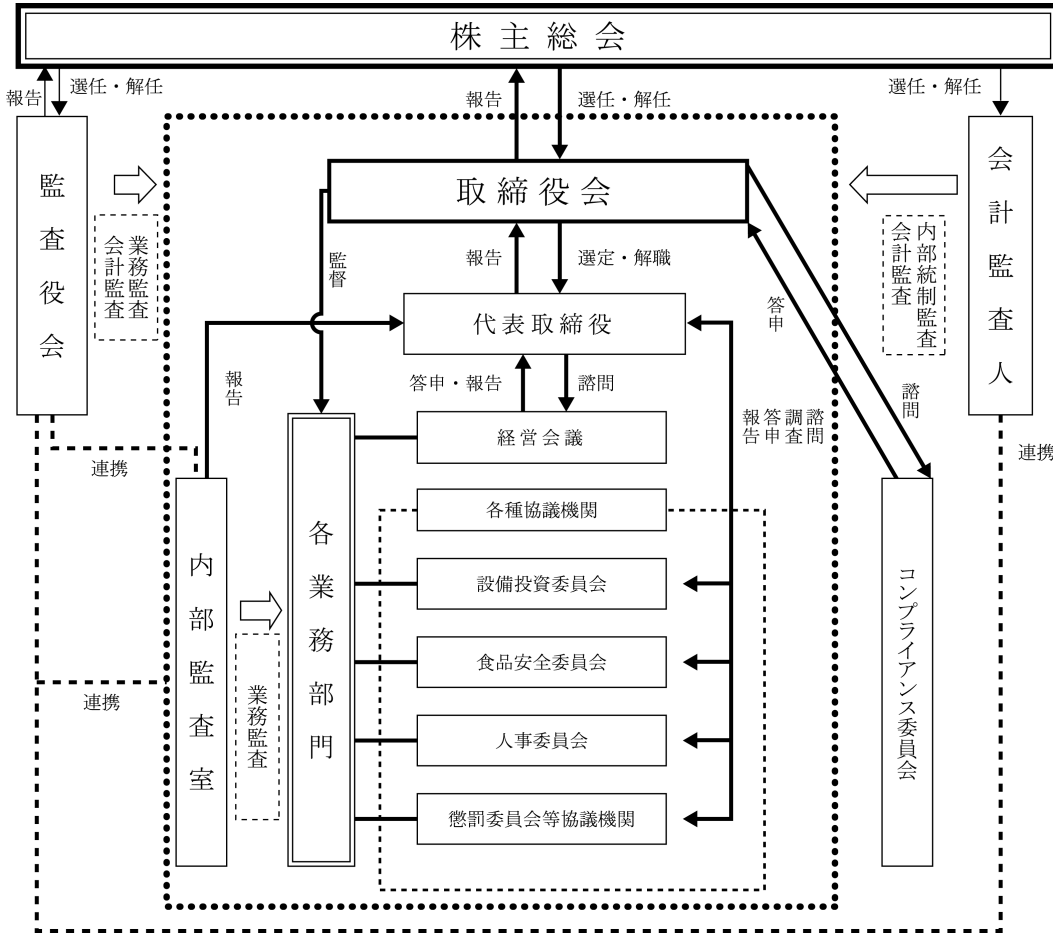 株主総会
報告
選任・解任
報告
選任・解任
選任・解任
監査役会
業務監査
会計監査
取締役会
会計監査人
内部統制監査
会計監査
監督
報告
選定・解職
答申
諮問
代表取締役
報告
答申・報告
諮問
諮問
調査
答申
報告
連携
連携
経営会議
各種協議機関
内部監査室
各業務部門
設備投資委員会
コンプライアンス委員会
業務監査
食品安全委員会
連携
人事委員会
懲罰委員会等協議機関